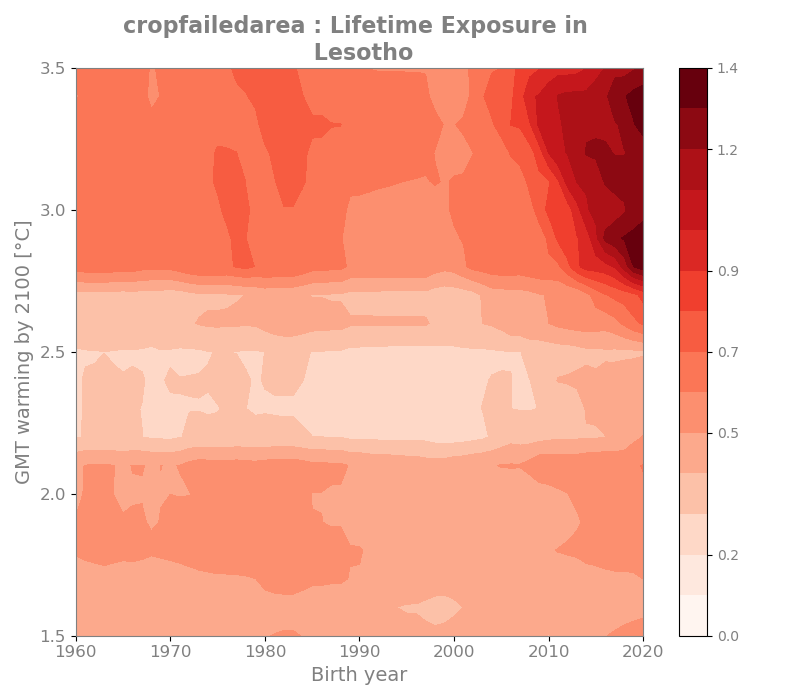 cropfailedarea : Lifetime Exposure in
Lesotho
3.5
3.0
2.5
2.0
1.5
GMT warming by 2100 [°C]
1960 1970 1980 1990 2000 2010 2020
Birth year
1.4
1.2
0.9
0.7
0.5
0.2
0.0